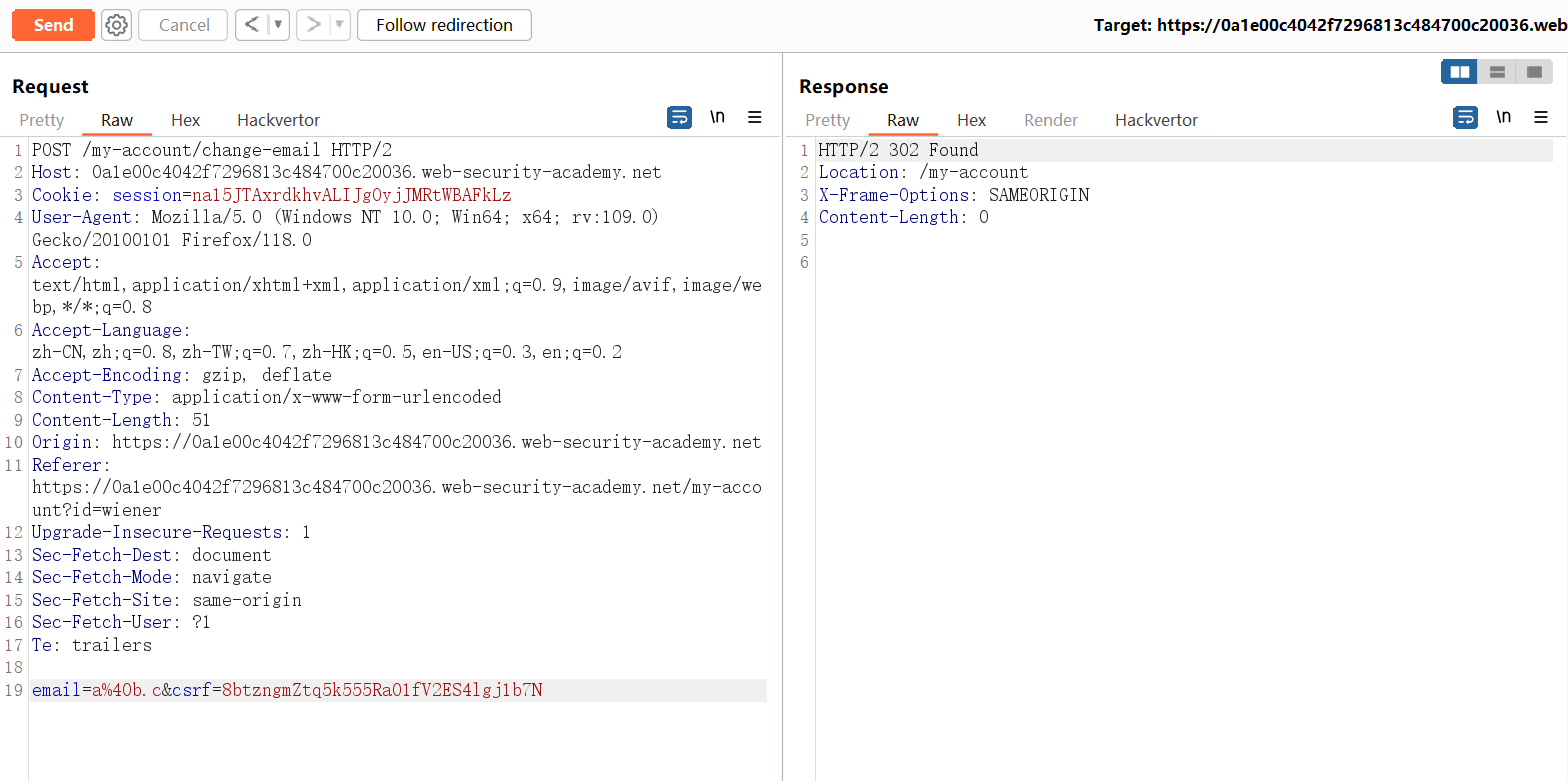 Send
Cancel
<
>
Follow redirection
Target: https://0a1e00c4042f7296813c484700c20036.web
Request
Pretty Raw Hex Hackvertor
\n
1 POST /my-account/change-email HTTP/2
2 Host: 0a1e00c4042f7296813c484700c20036.web-security-academy.net
3 Cookie: session=na15JTAxrdkhvALIJgOyjJMRtWBAFkLz
4 User-Agent: Mozilla/5.0 (Windows NT 10.0; Win64; x64; rv:109.0)
Gecko/20100101 Firefox/118.0
5 Accept:
text/html,application/xhtml+xml,application/xml;q=0.9,image/avif,image/we
bp,*/*;q=0.8
6 Accept-Language:
zh-CN,zh;q=0.8,zh-TW;q=0.7,zh-HK;q=0.5,en-US;q=0.3,en;q=0.2
7 Accept-Encoding: gzip, deflate
8 Content-Type: application/x-www-form-urlencoded
9 Content-Length: 51
10 Origin: https://0a1e00c4042f7296813c484700c20036.web-security-academy.net
11 Referer:
https://0a1e00c4042f7296813c484700c20036.web-security-academy.net/my-acco
unt?id=wiener
12 Upgrade-Insecure-Requests: 1
13 Sec-Fetch-Dest: document
14 Sec-Fetch-Mode: navigate
15 Sec-Fetch-Site: same-origin
16 Sec-Fetch-User: ?1
17 Te: trailers
18
19 email=a%40b.c&csrf=8btzngmZtq5k555RaO1fV2ES4lgj1b7N
Response
Pretty Raw Hex Render Hackvertor
\n
1 HTTP/2 302 Found
2 Location: /my-account
3 X-Frame-Options: SAMEORIGIN
4 Content-Length: 0
5
6